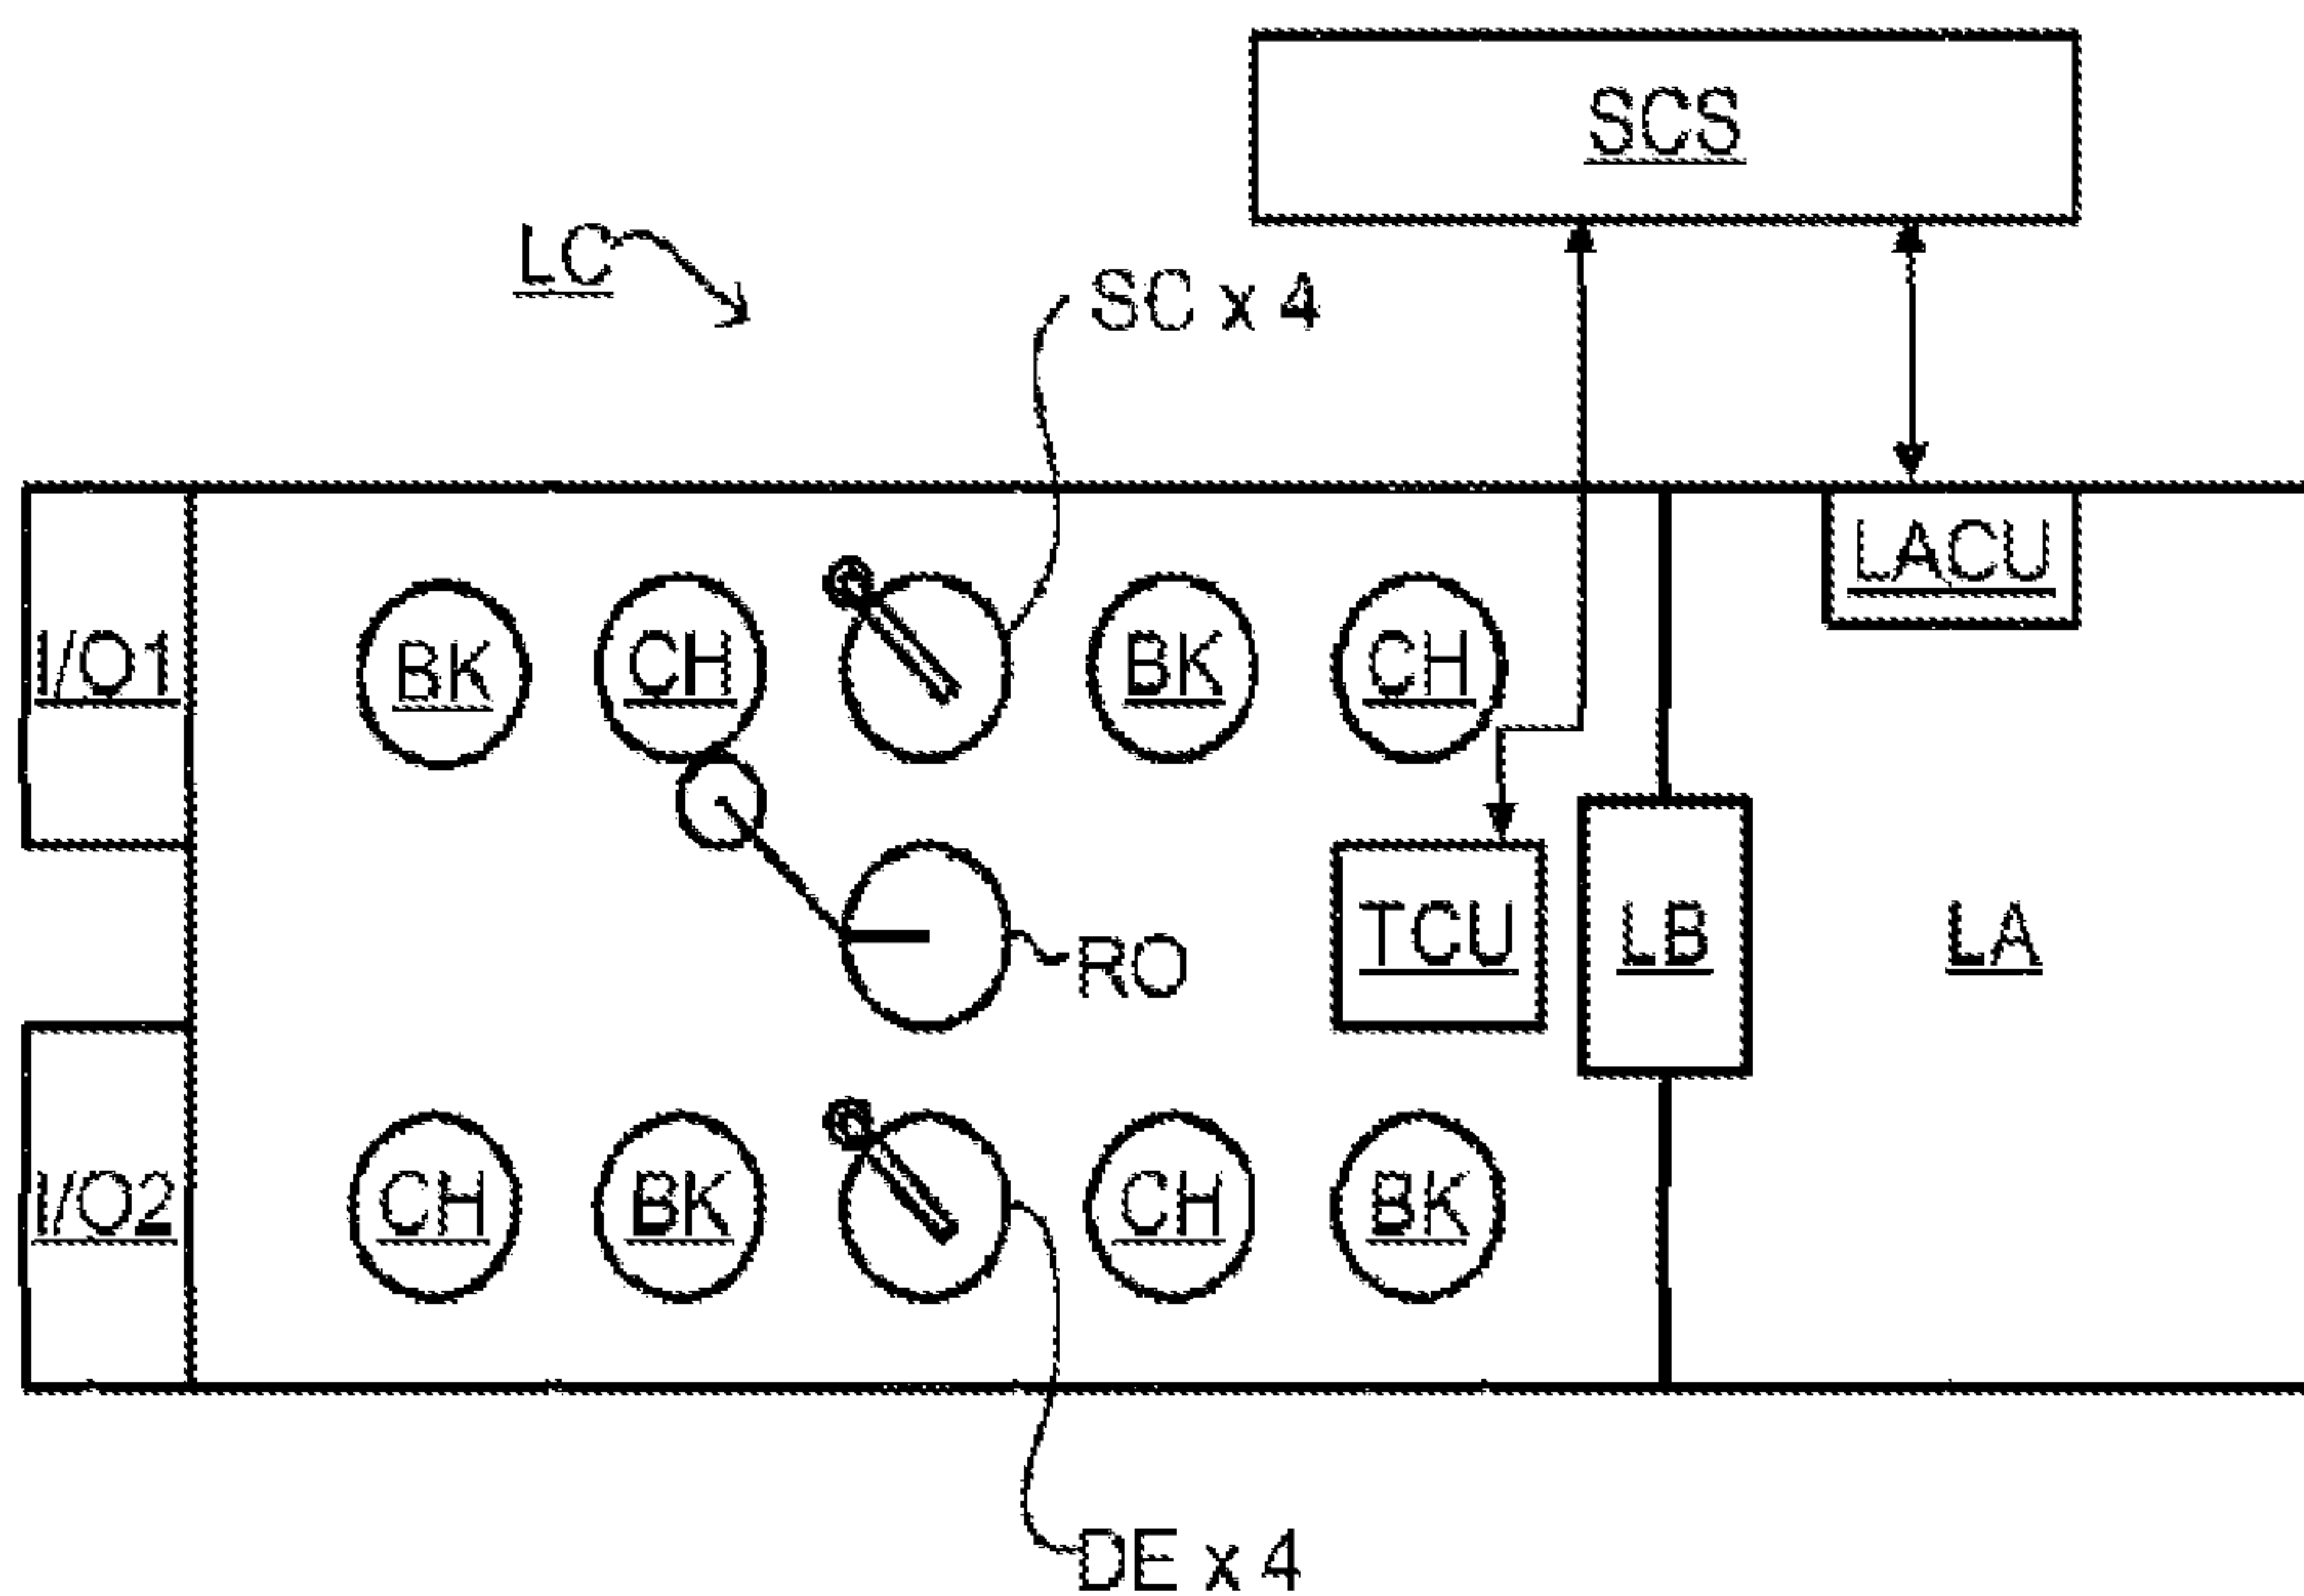 SCS
LC
SC x 4
LACU
I/O1
BK
CH
BK
CH
RO
TCU
LB
LA
I/O2
CH
BK
CH
BK
DE x 4